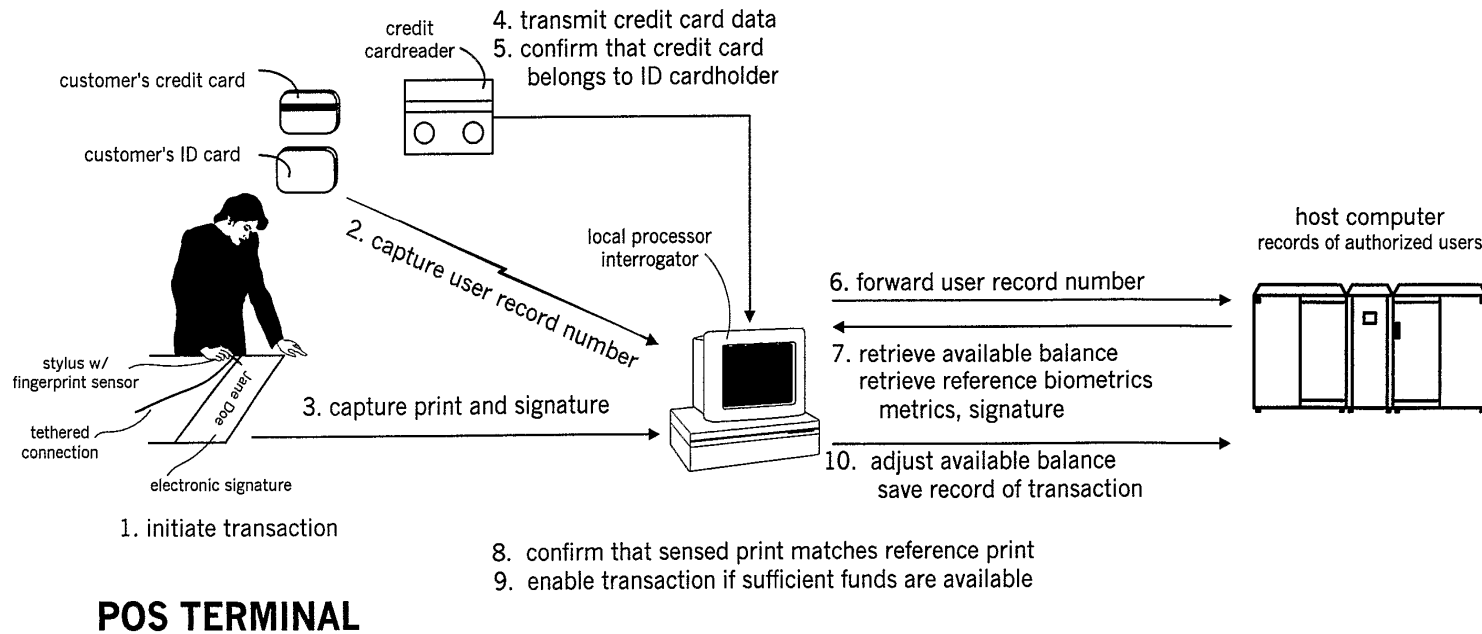 4. transmit credit card data
5. confirm that credit card
belongs to ID cardholder
credit
cardreader
customer's credit card
customer's ID card
2. capture user record number
local processor
interrogator
host computer
records of authorized users
6. forward user record number
7. retrieve available balance
retrieve reference biometrics
metrics, signature
stylus w/
fingerprint sensor
Jane Doe
3. capture print and signature
tethered
connection
electronic signature
10. adjust available balance
save record of transaction
1. initiate transaction
8. confirm that sensed print matches reference print
9. enable transaction if sufficient funds are available
POS TERMINAL